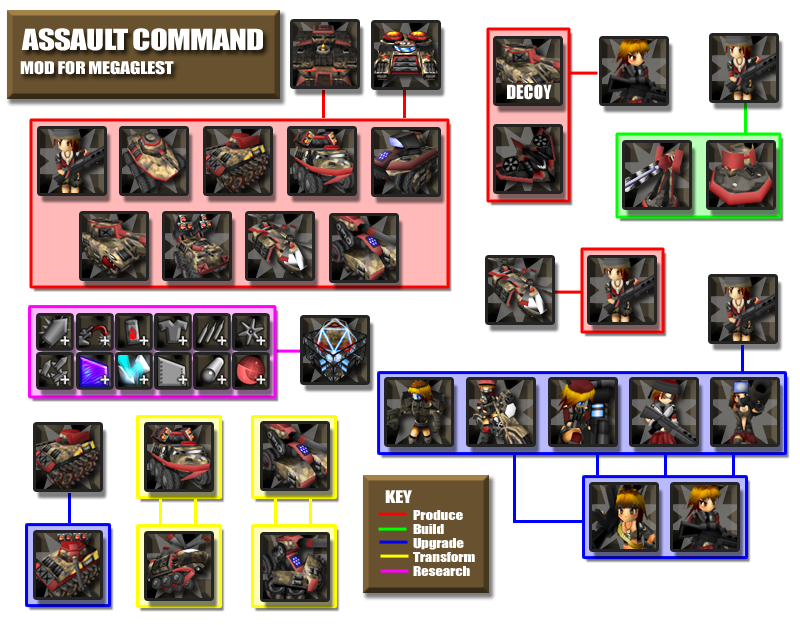 ASSAULT COMMAND
MOD FOR MEGAGLEST
DECOY
KEY
Produce
Build
Upgrade
Transform
Research